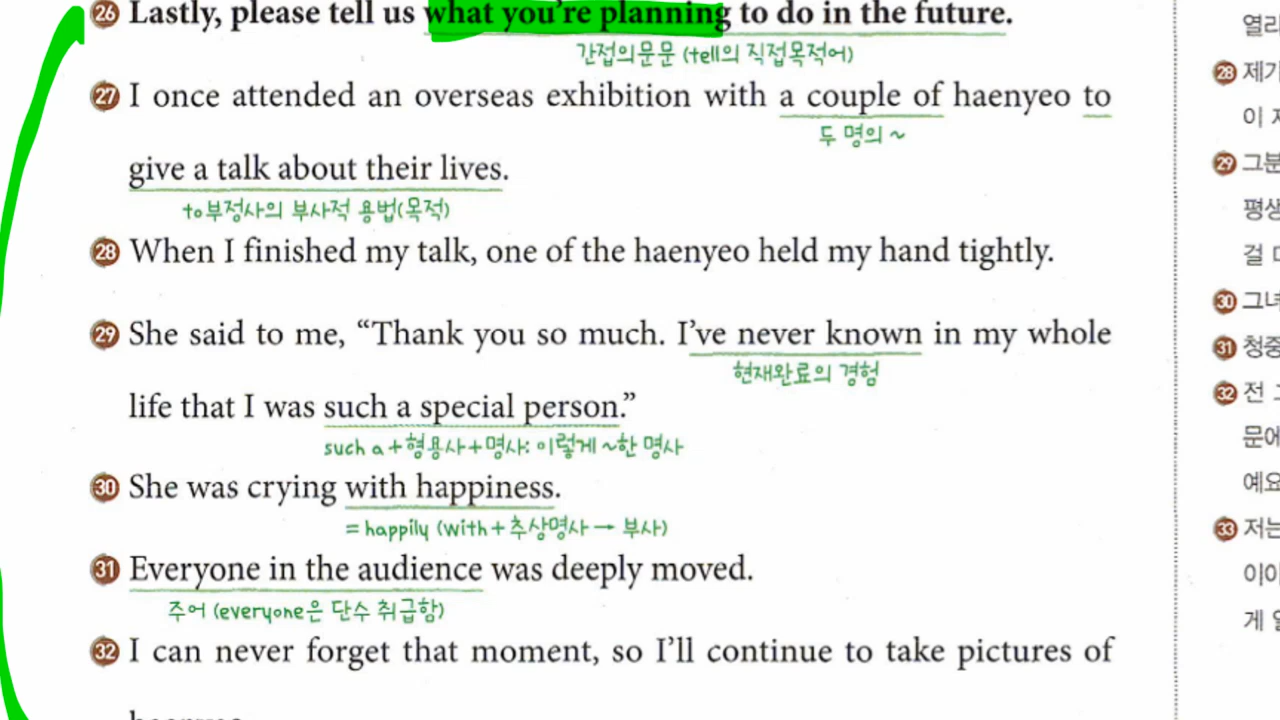 26 Lastly, please tell us what you're planning to do in the future.
간접의문문 (tell의 직접목적어)
27 I once attended an overseas exhibition with a couple of haenyeo to
두 명의 ~
give a talk about their lives.
to부정사의 부사적 용법(목적)
28 When I finished my talk, one of the haenyeo held my hand tightly.
29 She said to me, “Thank you so much. I've never known in my whole
현재완료의 경험
life that I was such a special person.”
such a+형용사+명사: 이렇게 ~한 명사
30 She was crying with happiness.
= happily (with+추상명사 → 부사)
31 Everyone in the audience was deeply moved.
주어 (everyone은 단수 취급함)
32 I can never forget that moment, so I'll continue to take pictures of
28 제가
이
29 그분
평생
걸
30 그녀
31 청중
32 전
문에
예요
33 저는
이야
게